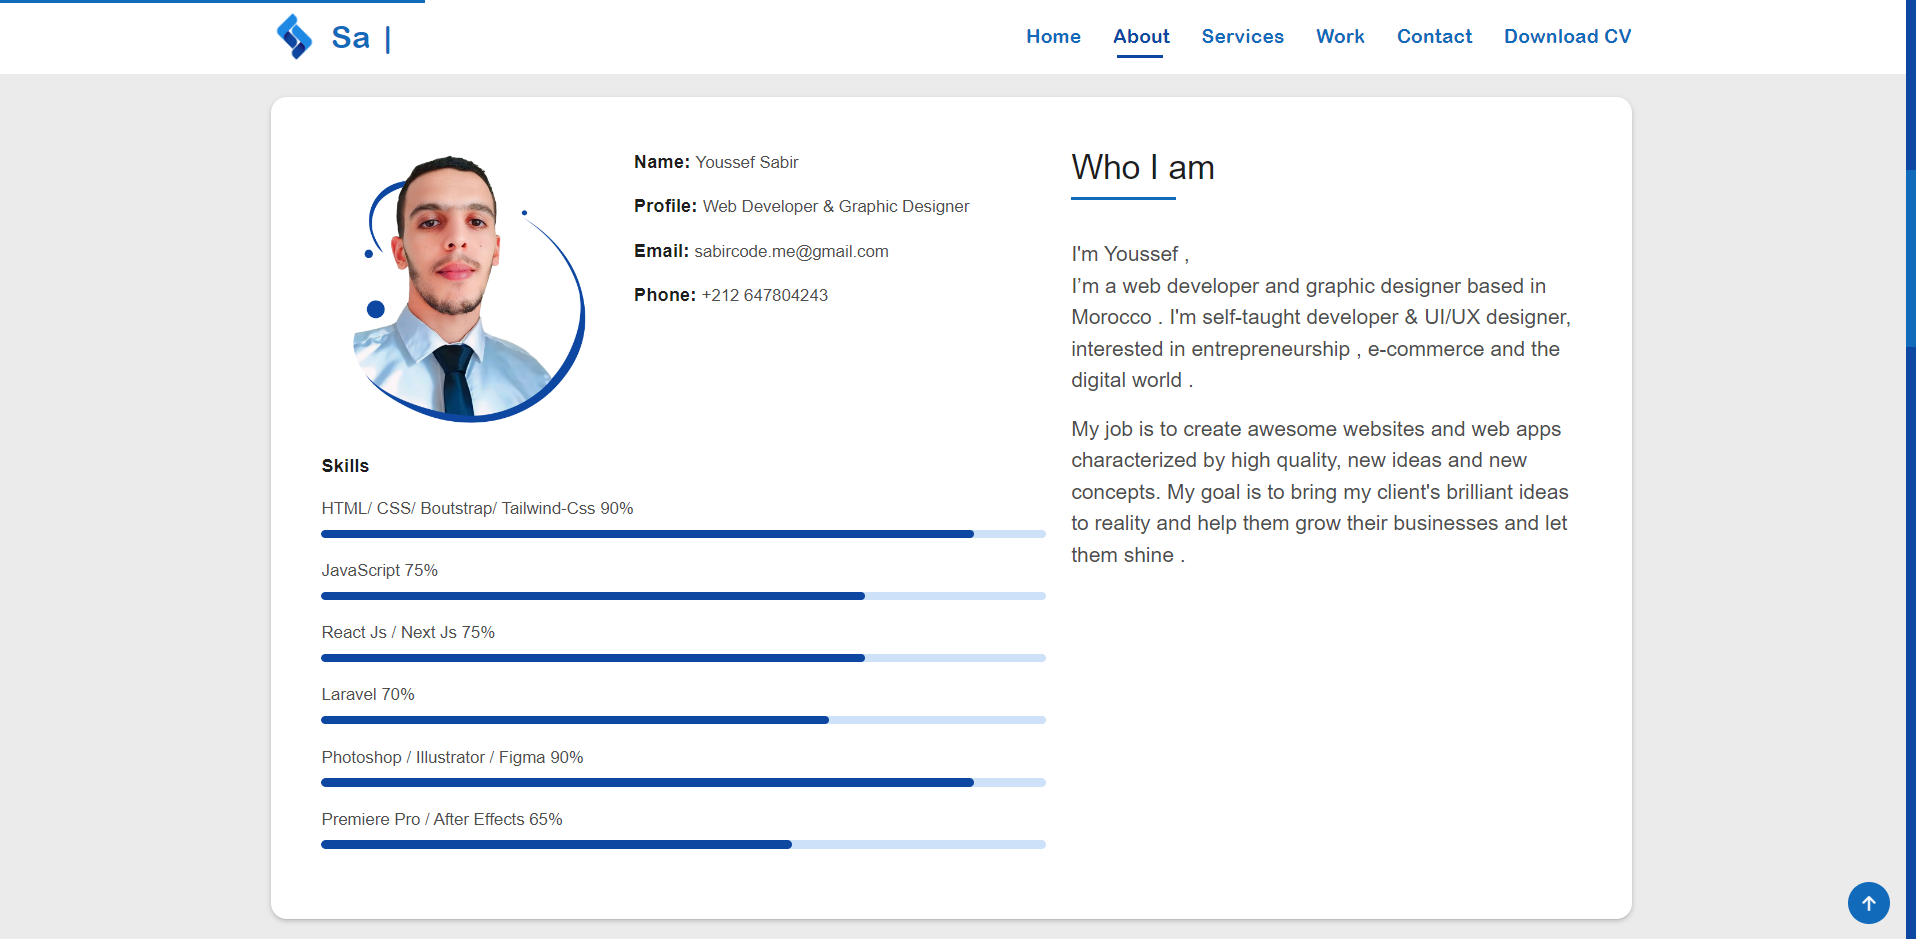 Sa |
Home About Services Work Contact Download CV
Name: Youssef Sabir
Profile: Web Developer & Graphic Designer
Email: sabircode.me@gmail.com
Phone: +212 647804243
Skills
HTML/ CSS/ Boutstrap/ Tailwind-Css 90%
JavaScript 75%
React Js / Next Js 75%
Laravel 70%
Photoshop / Illustrator / Figma 90%
Premiere Pro / After Effects 65%
Who I am
I'm Youssef ,
I’m a web developer and graphic designer based in
Morocco . I'm self-taught developer & UI/UX designer,
interested in entrepreneurship , e-commerce and the
digital world .
My job is to create awesome websites and web apps
characterized by high quality, new ideas and new
concepts. My goal is to bring my client's brilliant ideas
to reality and help them grow their businesses and let
them shine .